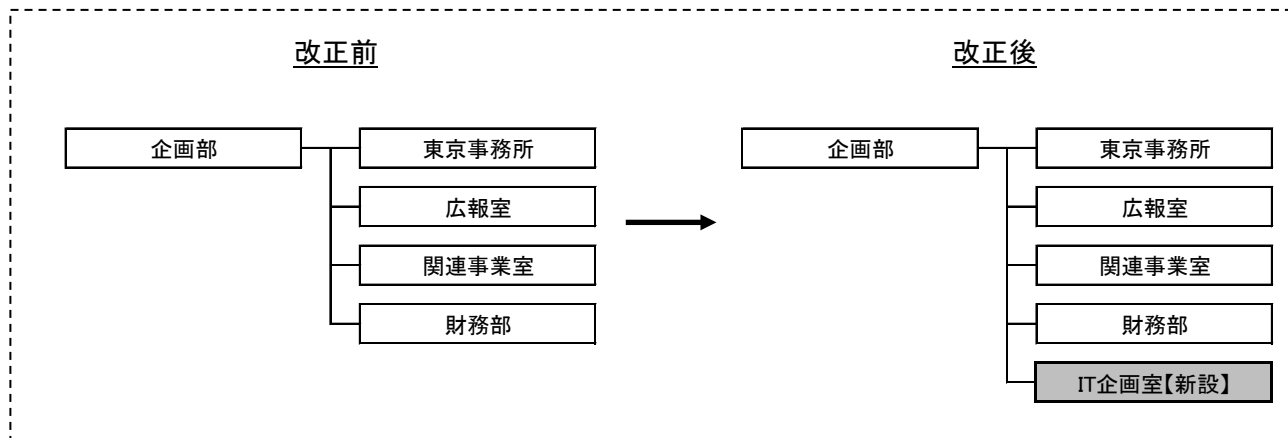 改正前
企画部
東京事務所
広報室
関連事業室
財務部
改正後
企画部
東京事務所
広報室
関連事業室
財務部
IT企画室【新設】